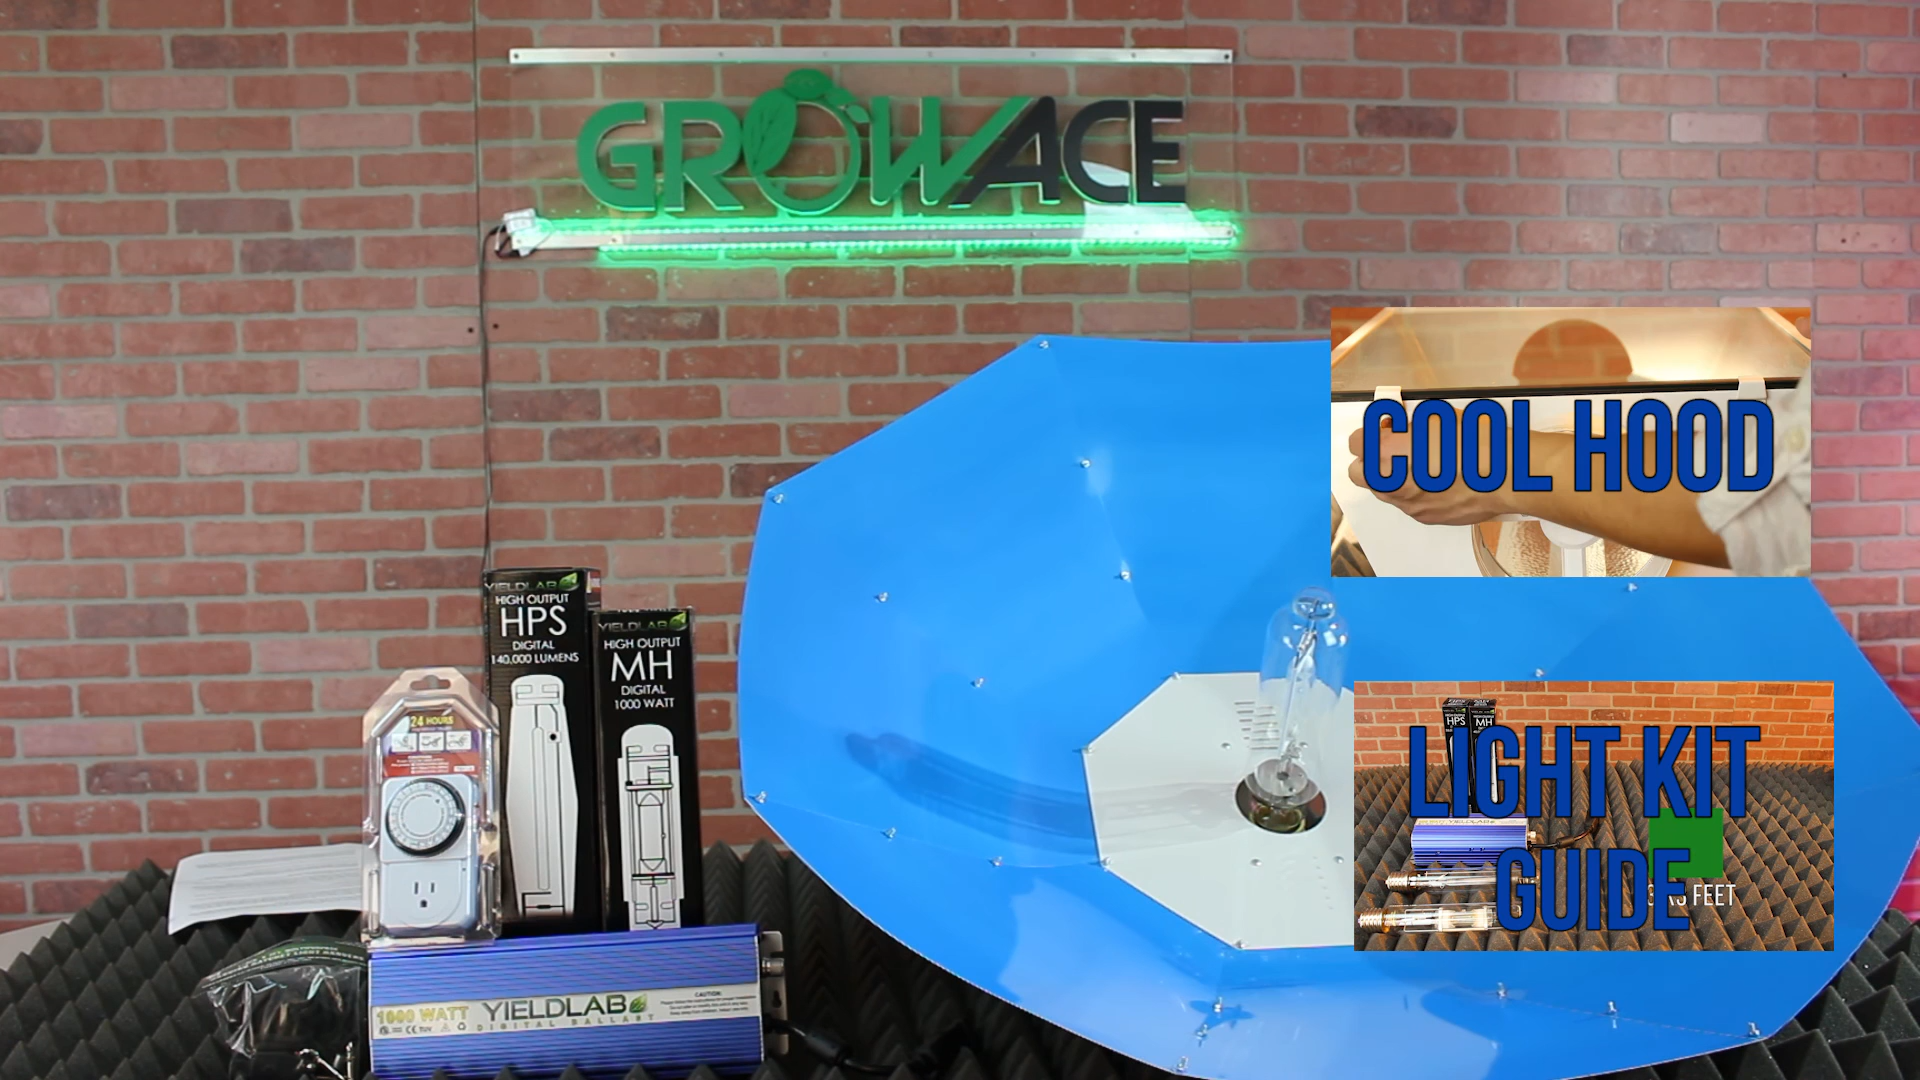 GROWACE
COOL HOOD
YIELDLAB
HIGH OUTPUT
HPS
DIGITAL
140,000 LUMENS
YIELDLAB
HIGH OUTPUT
MH
DIGITAL
1000 WATT
24 HOURS
HPS MH
LIGHT KIT
YIELDLAB
GUIDE
FEET
1000 WATT YIELDLAB
DIGITAL BALLAST
CAUTION: